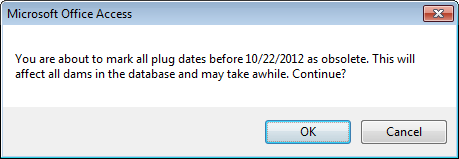 Microsoft Office Access
You are about to mark all plug dates before 10/22/2012 as obsolete. This will
affect all dams in the database and may take awhile. Continue?
OK
Cancel